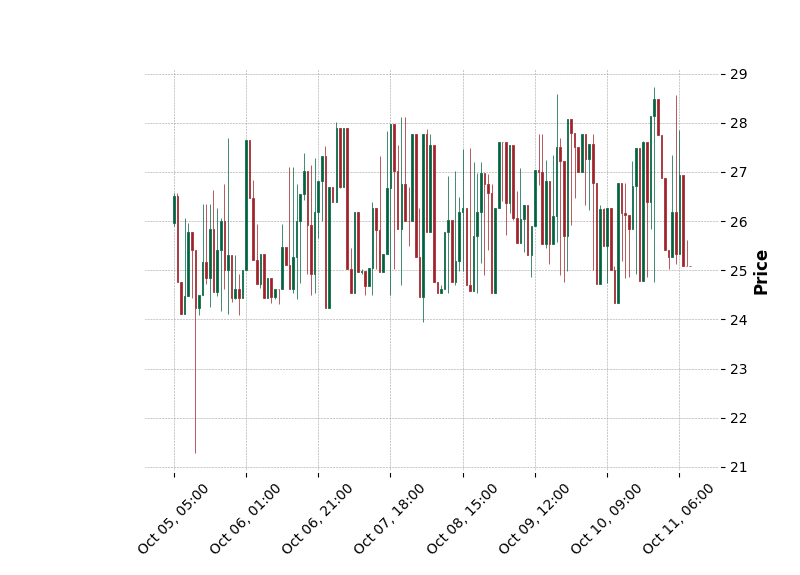 29
28
27
26
25
24
23
22
21
Price
Oct 05, 05:00
Oct 06, 01:00
Oct 06, 21:00
Oct 07, 18:00
Oct 08, 15:00
Oct 09, 12:00
Oct 10, 09:00
Oct 11, 06:00